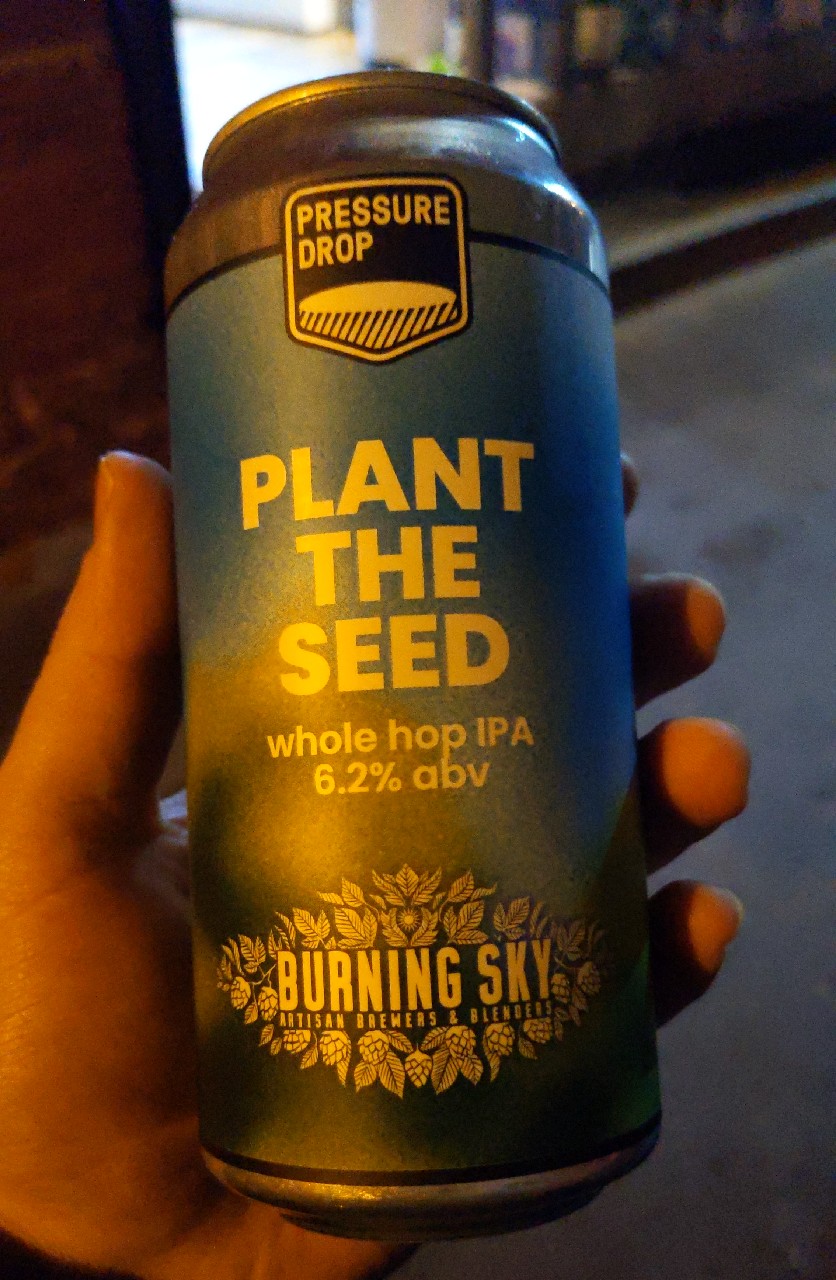 PRESSURE
DROP
PLANT
THE
SEED
whole hop IPA
6.2% abv
BURNING SKY
ARTISAN BREWERS & BLENDERS